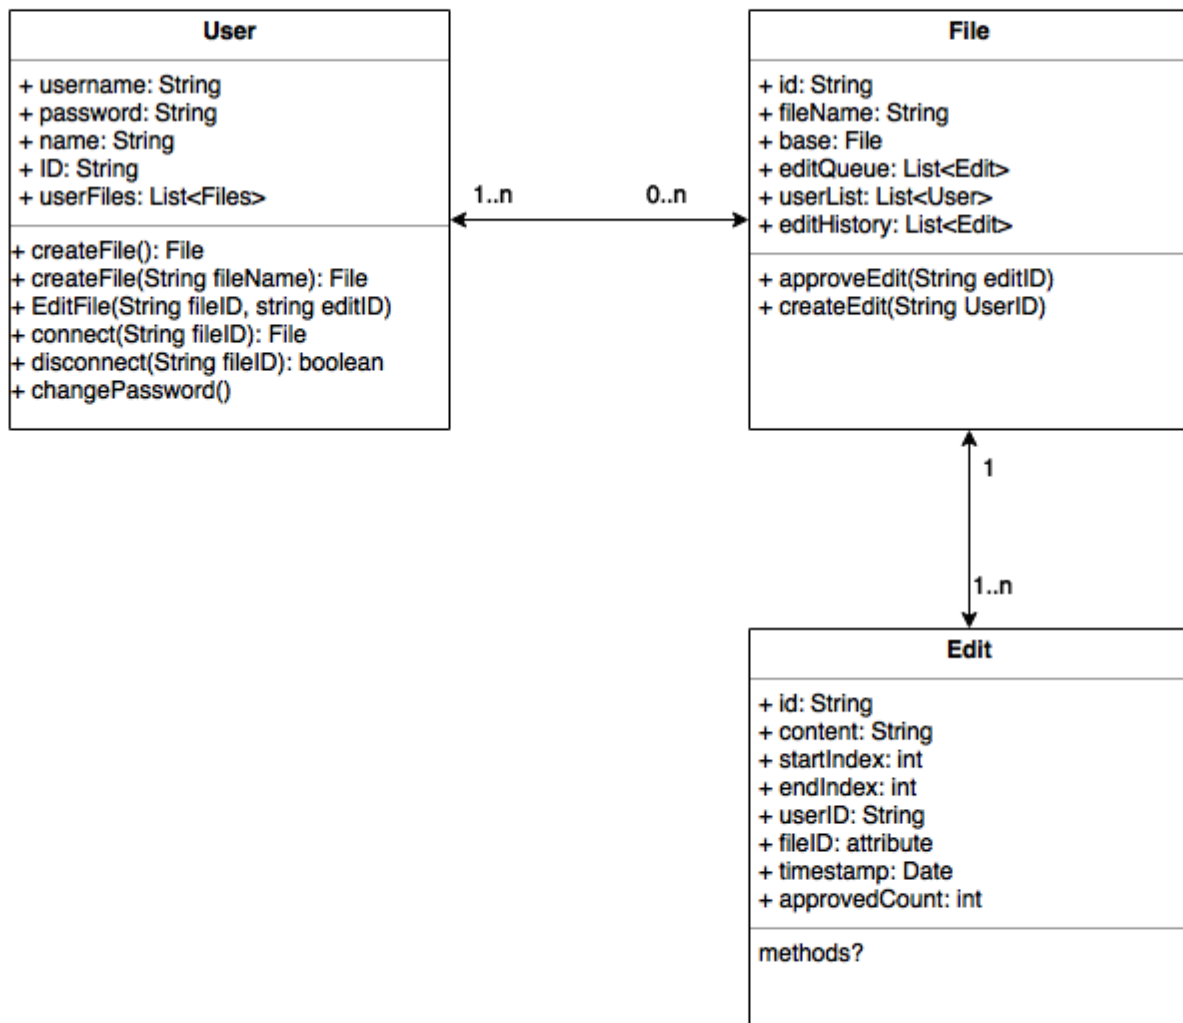 User
+ username: String
+ password: String
+ name: String
+ ID: String
+ userFiles: List<Files>
+ createFile(): File
+ createFile(String fileName): File
+ EditFile(String fileID, string editID)
+ connect(String fileID): File
+ disconnect(String fileID): boolean
+ changePassword()
1..n
0..n
File
+ id: String
+ fileName: String
+ base: File
+ editQueue: List<Edit>
+ userList: List<User>
+ editHistory: List<Edit>
+ approveEdit(String editID)
+ createEdit(String UserID)
1
1..n
Edit
+ id: String
+ content: String
+ startIndex: int
+ endIndex: int
+ userID: String
+ fileID: attribute
+ timestamp: Date
+ approvedCount: int
methods?